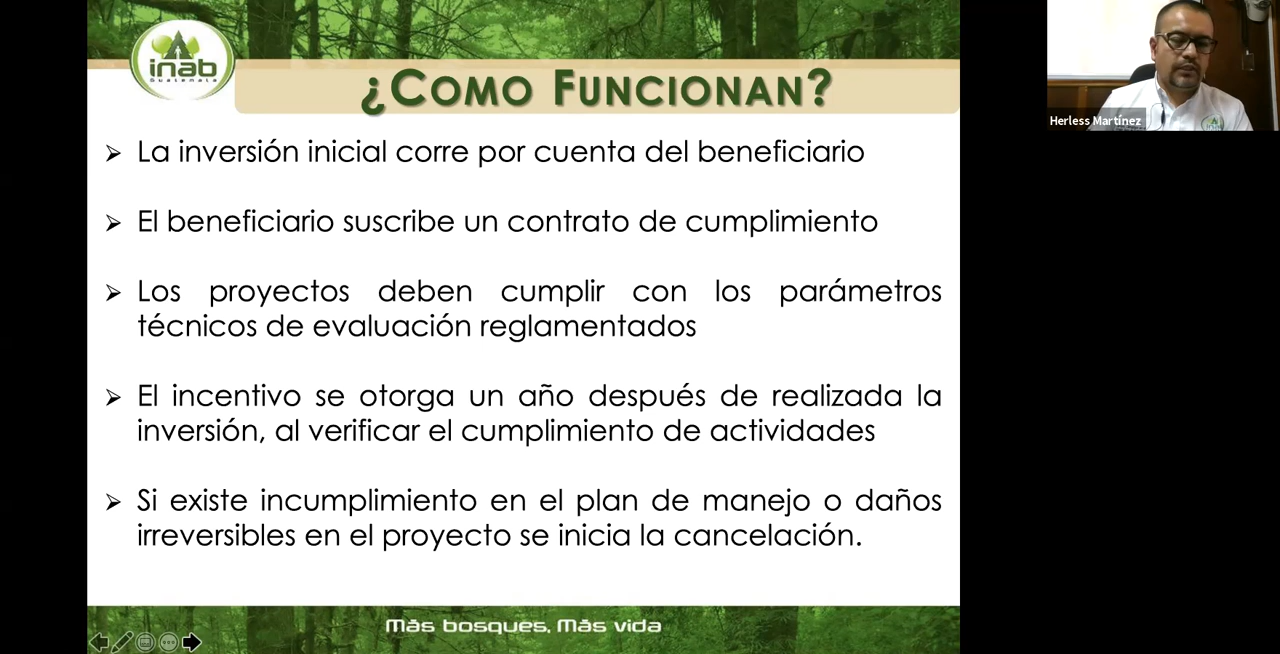 inab
Guatemala
¿COMO FUNCIONAN?
Herless Martínez
➢ La inversión inicial corre por cuenta del beneficiario
➢ El beneficiario suscribe un contrato de cumplimiento
➢ Los proyectos deben cumplir con los parámetros
técnicos de evaluación reglamentados
➢ El incentivo se otorga un año después de realizada la
inversión, al verificar el cumplimiento de actividades
➢ Si existe incumplimiento en el plan de manejo o daños
irreversibles en el proyecto se inicia la cancelación.
Más bosques, Más vida